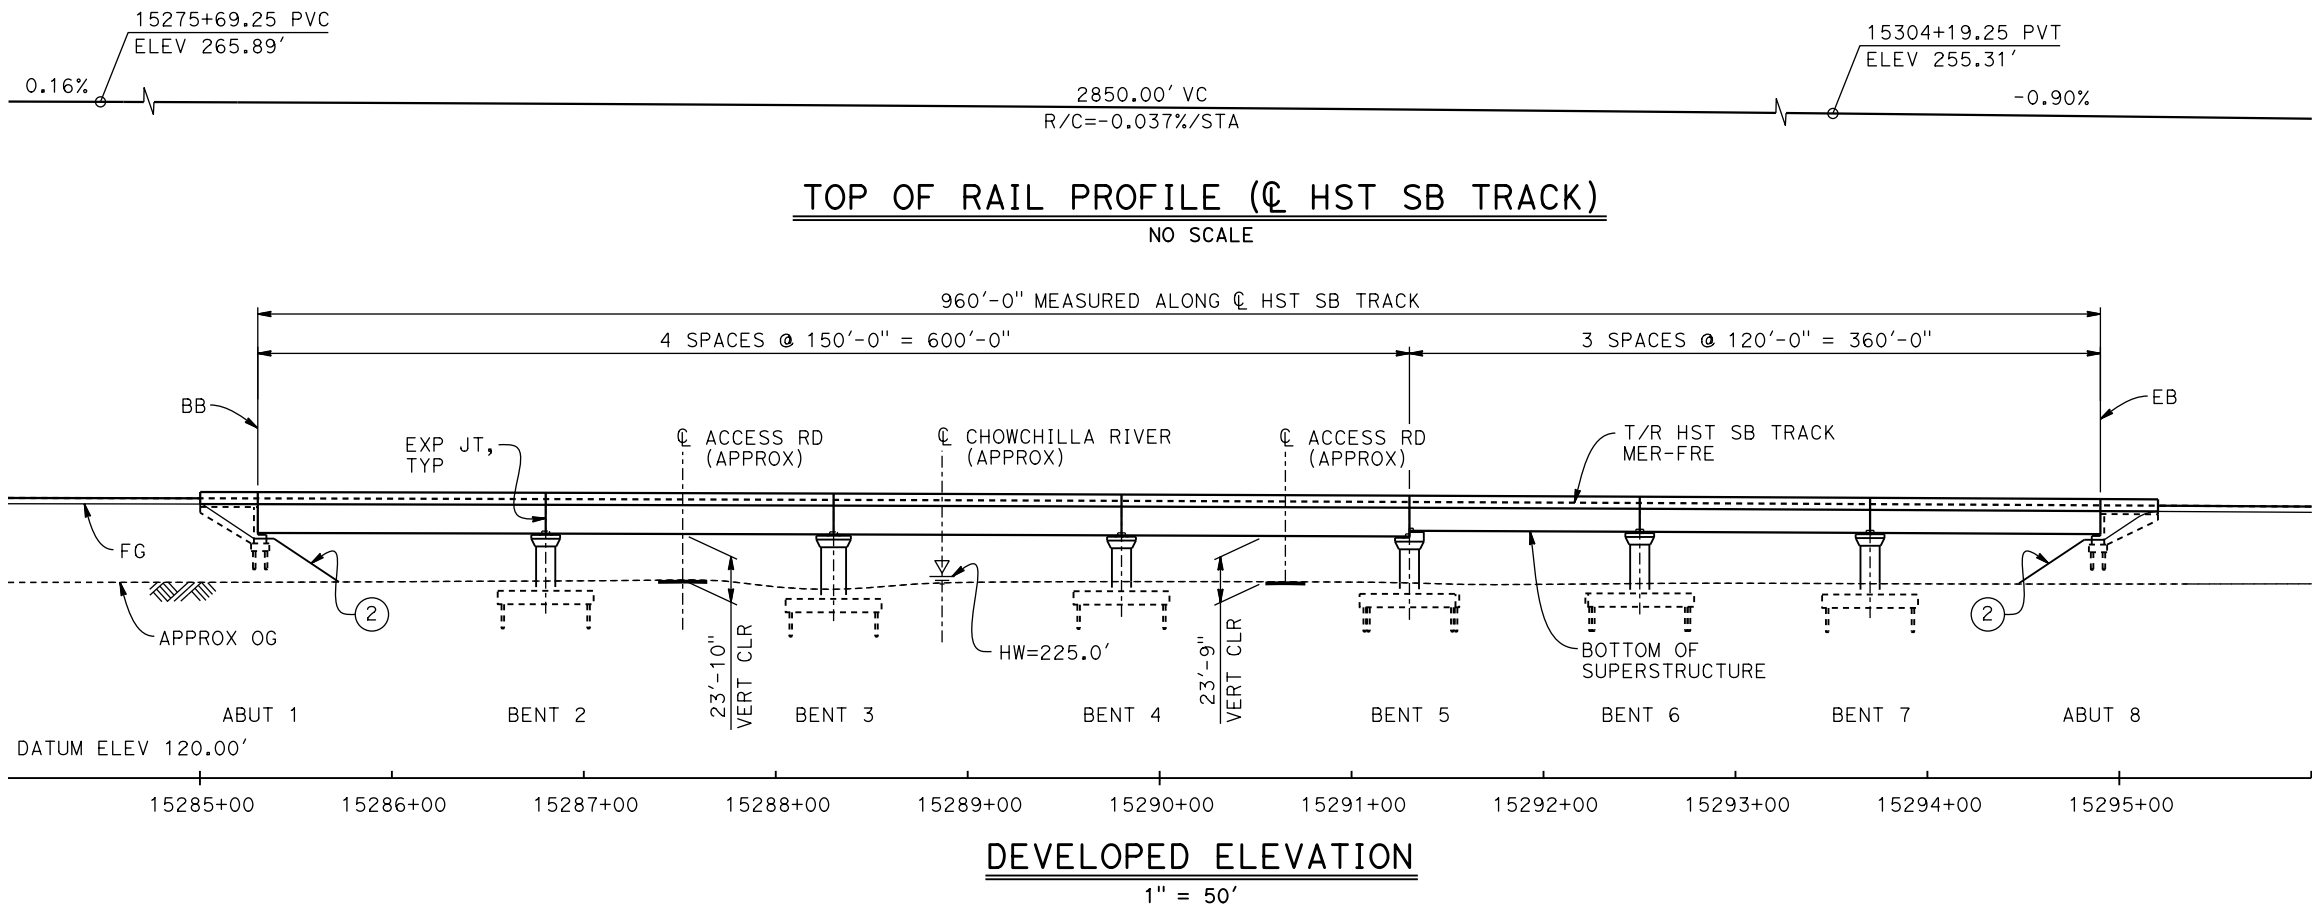 15275+69.25 PVC
ELEV 265.89'
0.16%
2850.00' VC
R/C=-0.037%/STA
15304+19.25 PVT
ELEV 255.31'
-0.90%
TOP OF RAIL PROFILE (℄ HST SB TRACK)
NO SCALE
960'-0" MEASURED ALONG ℄ HST SB TRACK
4 SPACES @ 150'-0" = 600'-0"
3 SPACES @ 120'-0" = 360'-0"
BB
EB
EXP JT,
TYP
℄ ACCESS RD
(APPROX)
℄ CHOWCHILLA RIVER
(APPROX)
℄ ACCESS RD
(APPROX)
T/R HST SB TRACK
MER-FRE
FG
APPROX OG
2
23'-10"
VERT CLR
HW=225.0'
23'-9"
VERT CLR
BOTTOM OF
SUPERSTRUCTURE
2
ABUT 1
BENT 2
BENT 3
BENT 4
BENT 5
BENT 6
BENT 7
ABUT 8
DATUM ELEV 120.00'
15285+00
15286+00
15287+00
15288+00
15289+00
15290+00
15291+00
15292+00
15293+00
15294+00
15295+00
DEVELOPED ELEVATION
1" = 50'